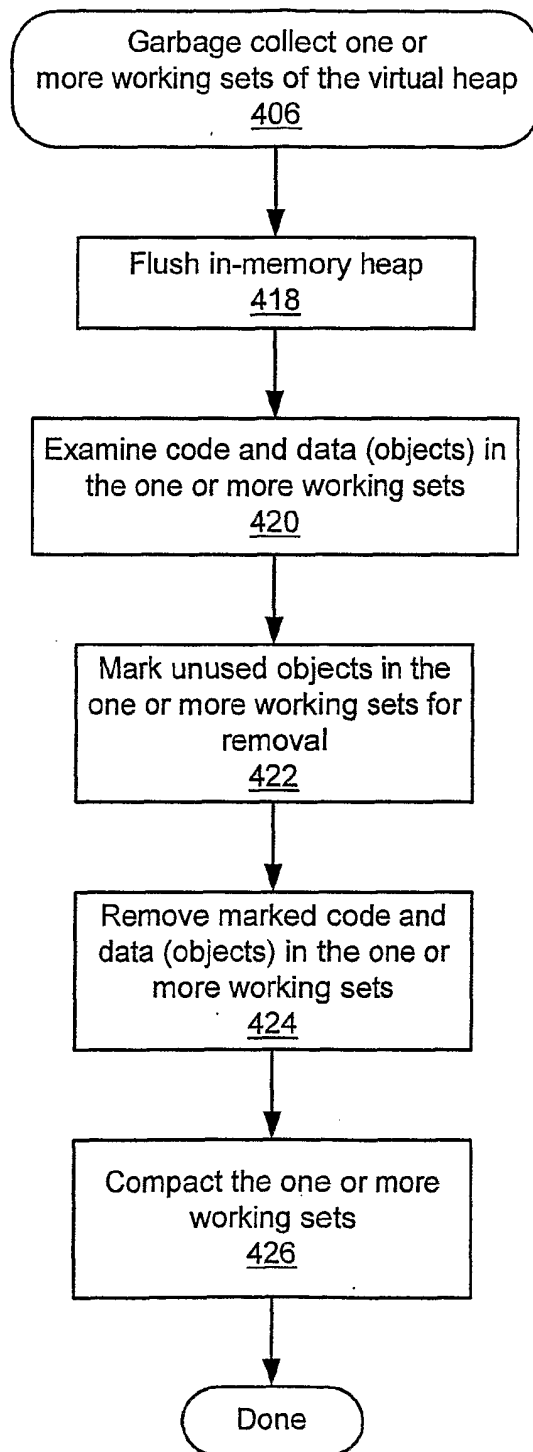 Garbage collect one or
more working sets of the virtual heap
406
Flush in-memory heap
418
Examine code and data (objects) in
the one or more working sets
420
Mark unused objects in the
one or more working sets for
removal
422
Remove marked code and
data (objects) in the one or
more working sets
424
Compact the one or more
working sets
426
Done